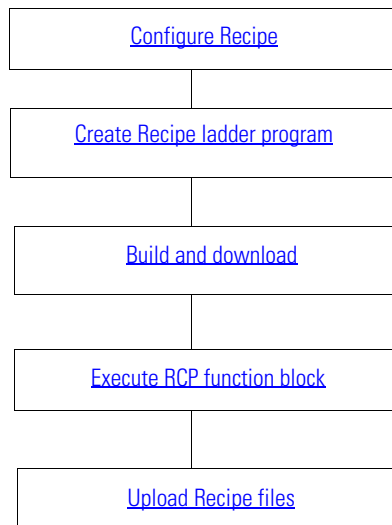 Configure Recipe
Create Recipe ladder program
Build and download
Execute RCP function block
Upload Recipe files